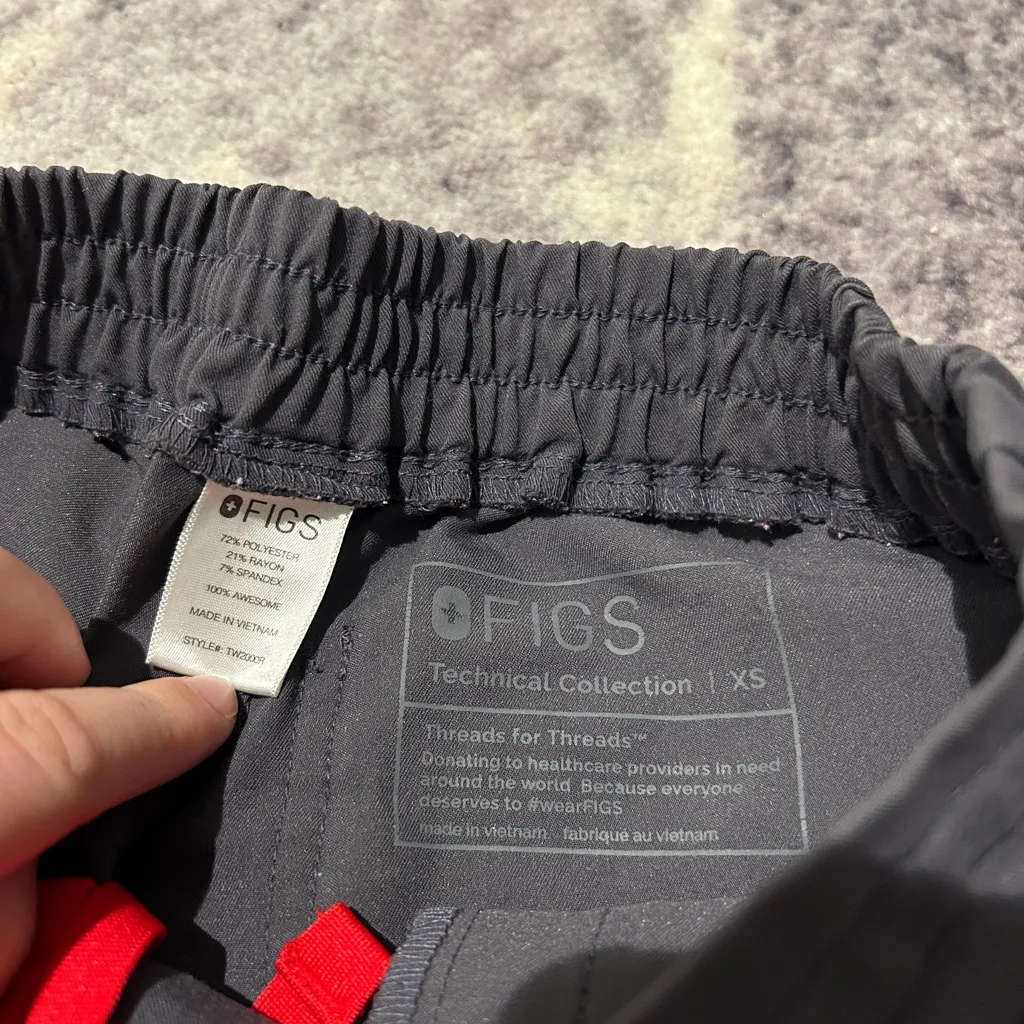 FIGS
72% POLYESTER
21% RAYON
7% SPANDEX
100% AWESOME
MADE IN VIETNAM
STYLE#: TW2000R
FIGS
Technical Collection | XS
Threads for Threads™
Donating to healthcare providers in need
around the world Because everyone
deserves to #wearFIGS
made in vietnam fabriqué au vietnam